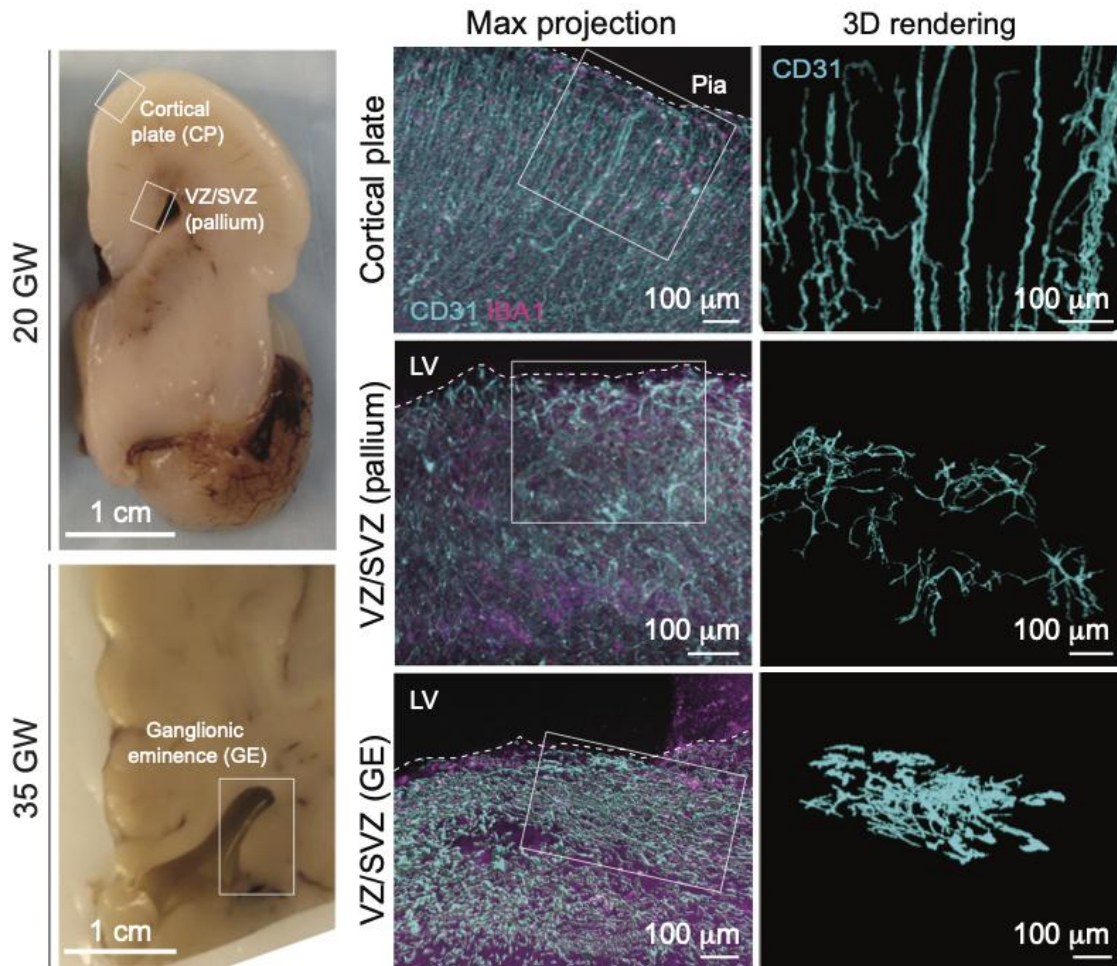 Max projection
3D rendering
20 GW
Cortical
plate (CP)
VZ/SVZ
(pallium)
1 cm
Cortical plate
Pia
CD31 IBA1
100 μm
CD31
100 μm
VZ/SVZ (pallium)
LV
100 μm
100 μm
35 GW
Ganglionic
eminence (GE)
1 cm
VZ/SVZ (GE)
LV
100 μm
100 μm